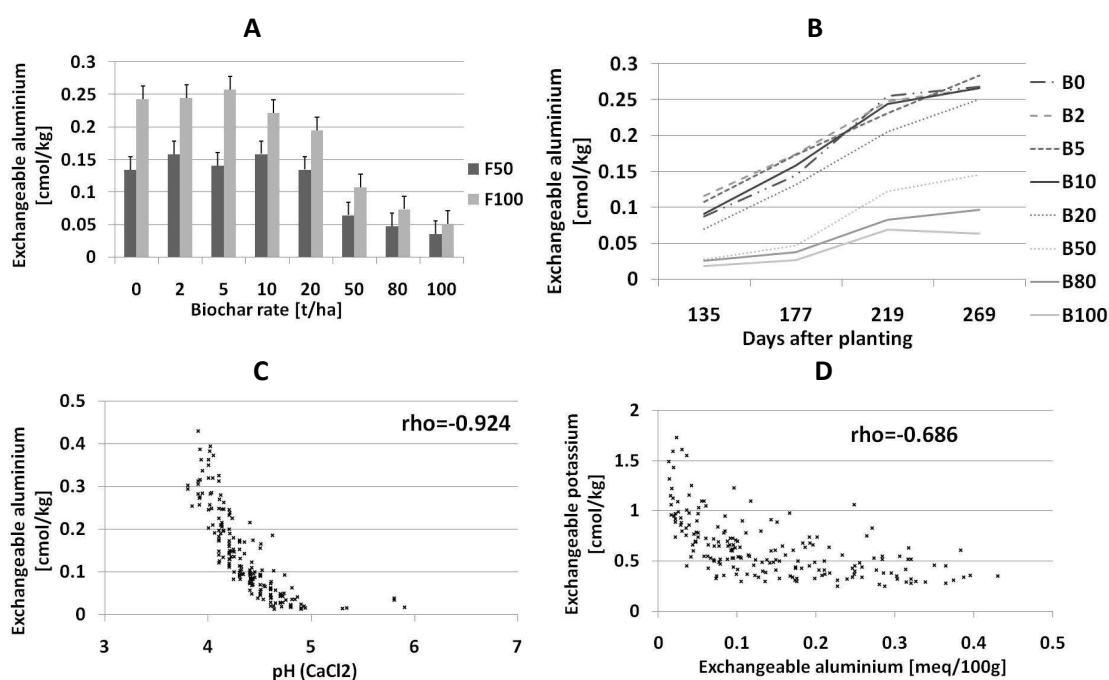 A
Exchangeable aluminium
[cmol/kg]
0.3
0.25
0.2
0.15
0.1
0.05
0
0 2 5 10 20 50 80 100
Biochar rate [t/ha]
F50
F100
B
Exchangeable aluminium
[cmol/kg]
0.3
0.25
0.2
0.15
0.1
0.05
0
135 177 219 269
Days after planting
B0
B2
B5
B10
B20
B50
B80
B100
C
Exchangeable aluminium
[cmol/kg]
0.5
0.4
0.3
0.2
0.1
0
3 4 5 6 7
pH (CaCl2)
rho=-0.924
D
Exchangeable potassium
[cmol/kg]
2
1.5
1
0.5
0
0 0.1 0.2 0.3 0.4 0.5
Exchangeable aluminium [meq/100g]
rho=-0.686